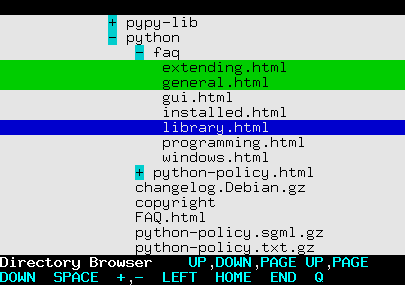 + pypy-lib
- python
- faq
extending.html
general.html
gui.html
installed.html
library.html
programming.html
windows.html
+ python-policy.html
changelog.Debian.gz
copyright
FAQ.html
python-policy.sgml.gz
python-policy.txt.gz
Directory Browser UP,DOWN,PAGE UP,PAGE
DOWN SPACE +,- LEFT HOME END Q